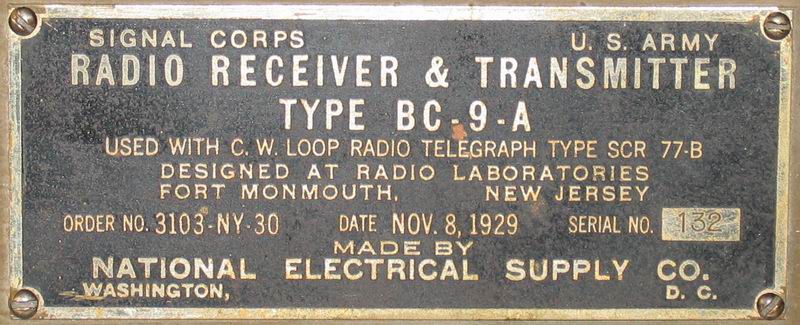 SIGNAL CORPS U. S. ARMY
RADIO RECEIVER & TRANSMITTER
TYPE BC-9-A
USED WITH C.W. LOOP RADIO TELEGRAPH TYPE SCR 77-B
DESIGNED AT RADIO LABORATORIES
FORT MONMOUTH, NEW JERSEY
ORDER NO. 3103-NY-30 DATE NOV. 8, 1929 SERIAL NO. 132
MADE BY
NATIONAL ELECTRICAL SUPPLY CO.
WASHINGTON, D. C.